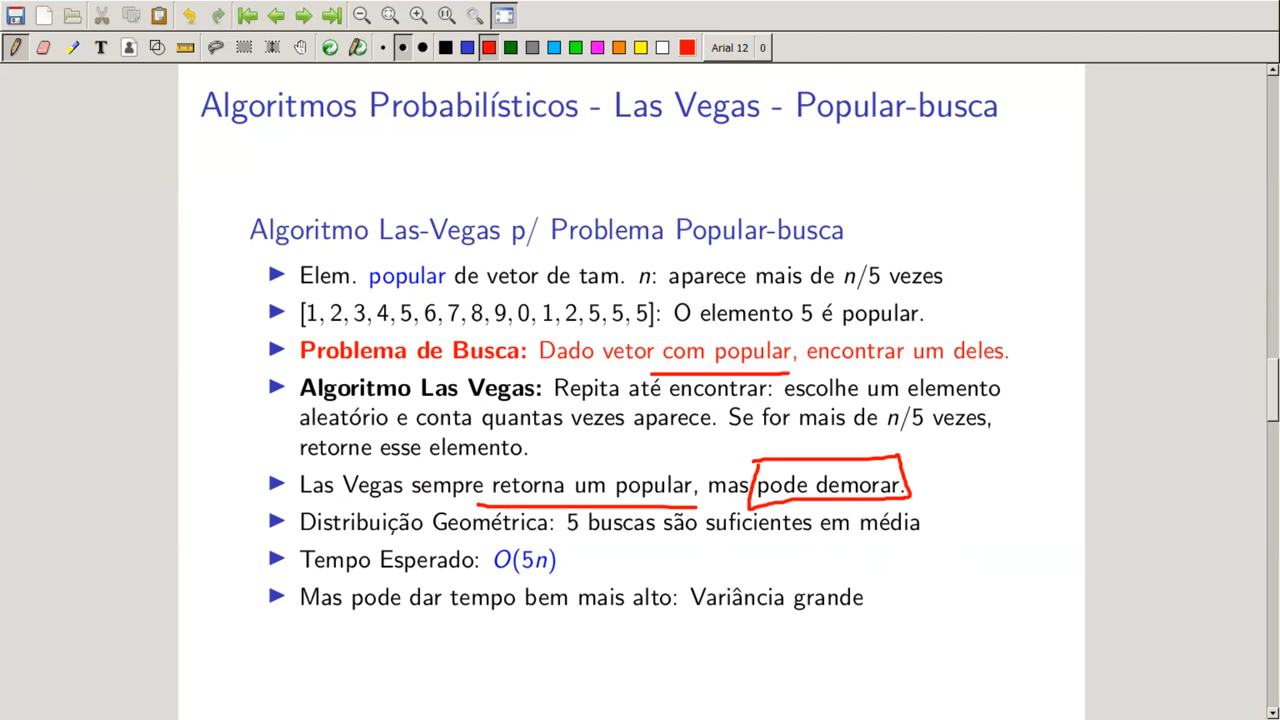 Arial 12
0
Algoritmos Probabilísticos - Las Vegas - Popular-busca
Algoritmo Las-Vegas p/ Problema Popular-busca
Elem. popular de vetor de tam. n: aparece mais de n/5 vezes
[1, 2, 3, 4, 5, 6, 7, 8, 9, 0, 1, 2, 5, 5, 5]: O elemento 5 é popular.
Problema de Busca: Dado vetor com popular, encontrar um deles.
Algoritmo Las Vegas: Repita até encontrar: escolhe um elemento
aleatório e conta quantas vezes aparece. Se for mais de n/5 vezes,
retorne esse elemento.
Las Vegas sempre retorna um popular, mas pode demorar.
Distribuição Geométrica: 5 buscas são suficientes em média
Tempo Esperado: O(5n)
Mas pode dar tempo bem mais alto: Variância grande